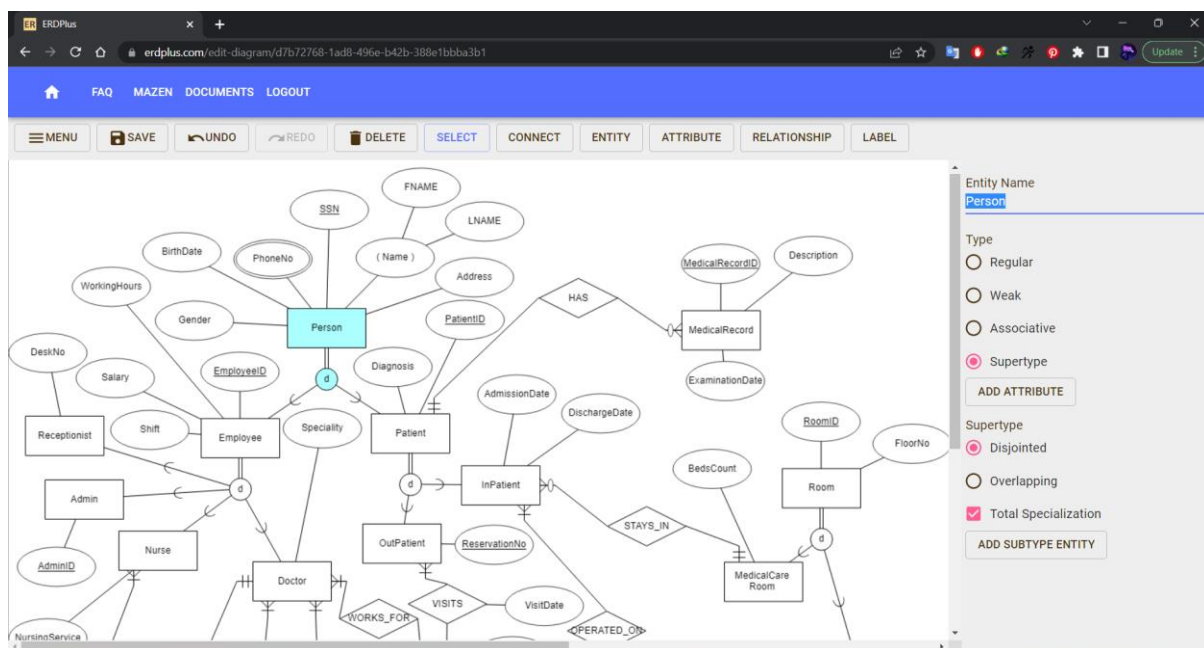 ER ERDPlus
erdplus.com/edit-diagram/d7b72768-1ad8-496e-b42b-388e1bbba3b1
Update
FAQ MAZEN DOCUMENTS LOGOUT
MENU SAVE UNDO REDO DELETE SELECT CONNECT ENTITY ATTRIBUTE RELATIONSHIP LABEL
FNAME
SSN
LNAME
BirthDate
PhoneNo
( Name )
Address
WorkingHours
Gender
Person
PatientID
HAS
MedicalRecordID
Description
MedicalRecord
ExaminationDate
DeskNo
Salary
EmployeeID
d
Diagnosis
AdmissionDate
DischargeDate
Receptionist
Shift
Employee
Speciality
Patient
RoomID
FloorNo
BedsCount
Room
Admin
d
d
InPatient
STAYS_IN
d
AdminID
Nurse
OutPatient
ReservationNo
MedicalCare
Room
Doctor
NursingService
WORKS_FOR
VISITS
VisitDate
OPERATED_ON
Entity Name
Person
Type
Regular
Weak
Associative
Supertype
ADD ATTRIBUTE
Supertype
Disjointed
Overlapping
Total Specialization
ADD SUBTYPE ENTITY